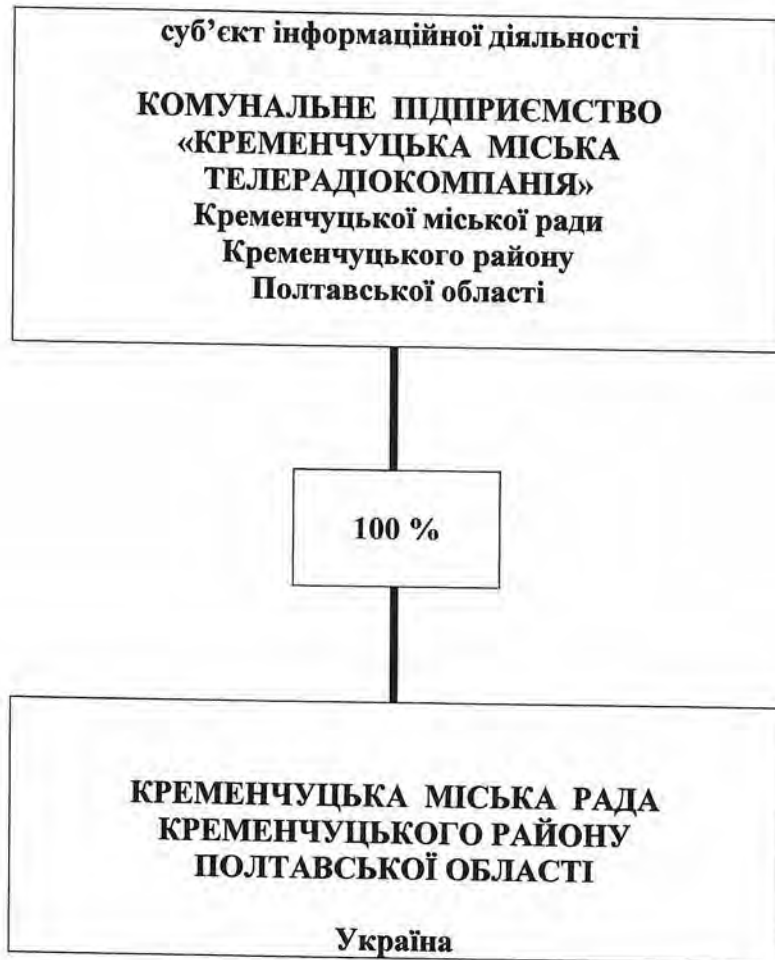 суб’єкт інформаційної діяльності
КОМУНАЛЬНЕ ПІДПРИЄМСТВО
«КРЕМЕНЧУЦЬКА МІСЬКА
ТЕЛЕРАДІОКОМПАНІЯ»
Кременчуцької міської ради
Кременчуцького району
Полтавської області
100 %
КРЕМЕНЧУЦЬКА МІСЬКА РАДА
КРЕМЕНЧУЦЬКОГО РАЙОНУ
ПОЛТАВСЬКОЇ ОБЛАСТІ
Україна